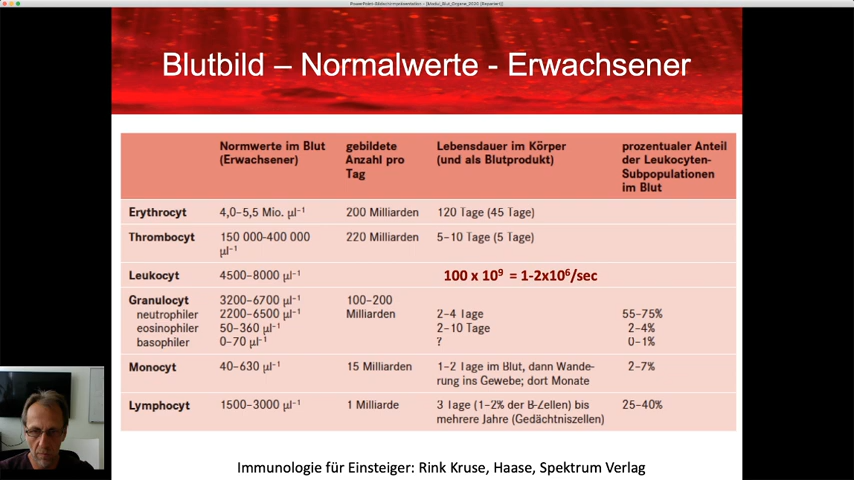 PowerPoint-Bildschirmpräsentation - [Modul_Blut_Organe_2020 [Repariert]]
Blutbild – Normalwerte - Erwachsener
Normwerte im Blut (Erwachsener) gebildete Anzahl pro Tag Lebensdauer im Körper (und als Blutprodukt) prozentualer Anteil der Leukocyten-Subpopulationen im Blut
Erythrocyt 4,0–5,5 Mio. µl⁻¹ 200 Milliarden 120 Tage (45 Tage)
Thrombocyt 150 000-400 000 µl⁻¹ 220 Milliarden 5–10 Tage (5 Tage)
Leukocyt 4500–8000 µl⁻¹ 100 x 10⁹ = 1-2x10⁶/sec
Granulocyt 3200–6700 µl⁻¹ 100–200 Milliarden
neutrophiler 2200–6500 µl⁻¹ 2–4 Tage 55–75%
eosinophiler 50–360 µl⁻¹ 2–10 Tage 2–4%
basophiler 0–70 µl⁻¹ ? 0–1%
Monocyt 40–630 µl⁻¹ 15 Milliarden 1–2 Tage im Blut, dann Wanderung ins Gewebe; dort Monate 2–7%
Lymphocyt 1500–3000 µl⁻¹ 1 Milliarde 3 Tage (1–2% der B-Zellen) bis mehrere Jahre (Gedächtniszellen) 25–40%
Immunologie für Einsteiger: Rink Kruse, Haase, Spektrum Verlag